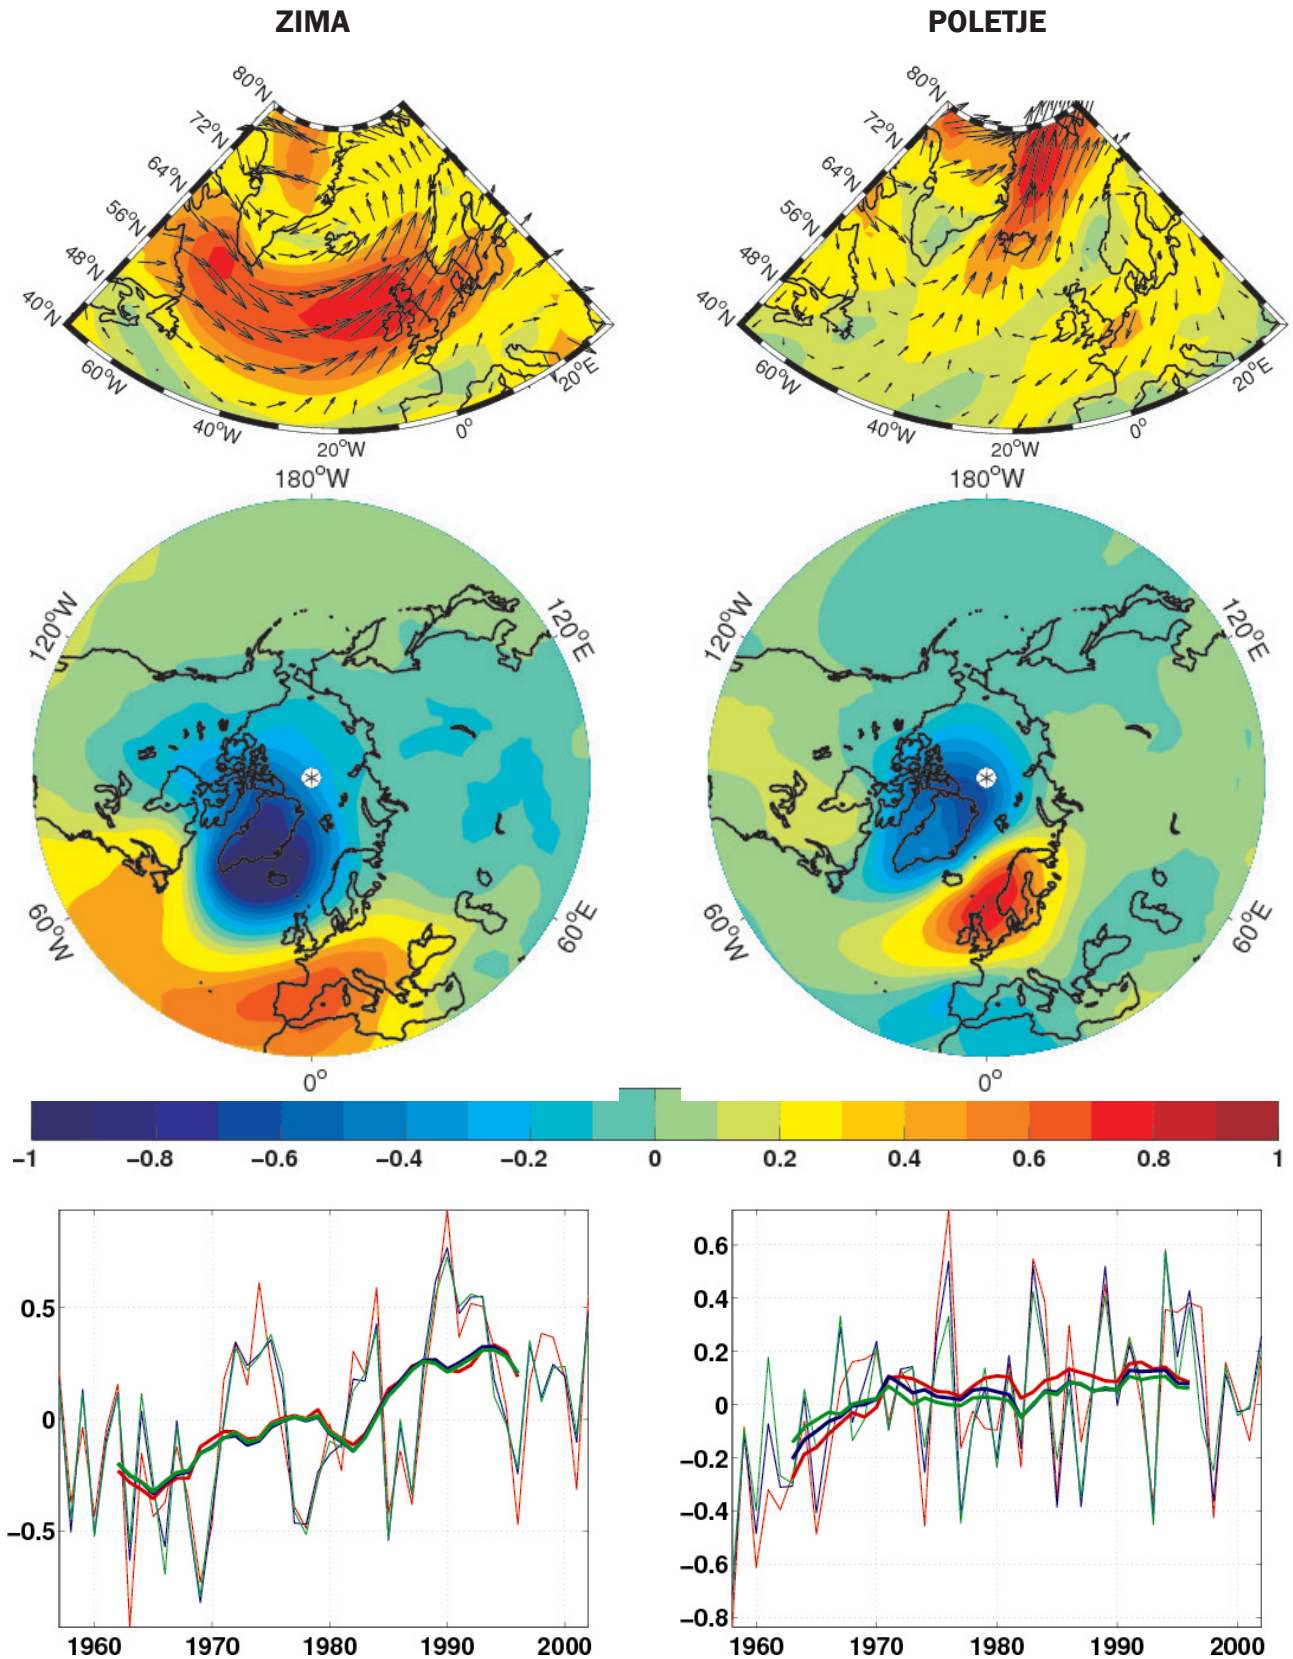 ZIMA POLETJE
80°N 72°N 64°N 56°N 48°N 40°N 60°W 40°W 20°W 0° 20°E
80°N 72°N 64°N 56°N 48°N 40°N 60°W 40°W 20°W 0° 20°E
180°W 180°W
120°W 120°E 120°W 120°E
60°W 60°E 60°W 60°E
0° 0°
−1 −0.8 −0.6 −0.4 −0.2 0 0.2 0.4 0.6 0.8 1
0.5
0
−0.5
1960 1970 1980 1990 2000
0.6
0.4
0.2
0
−0.2
−0.4
−0.6
−0.8
1960 1970 1980 1990 2000